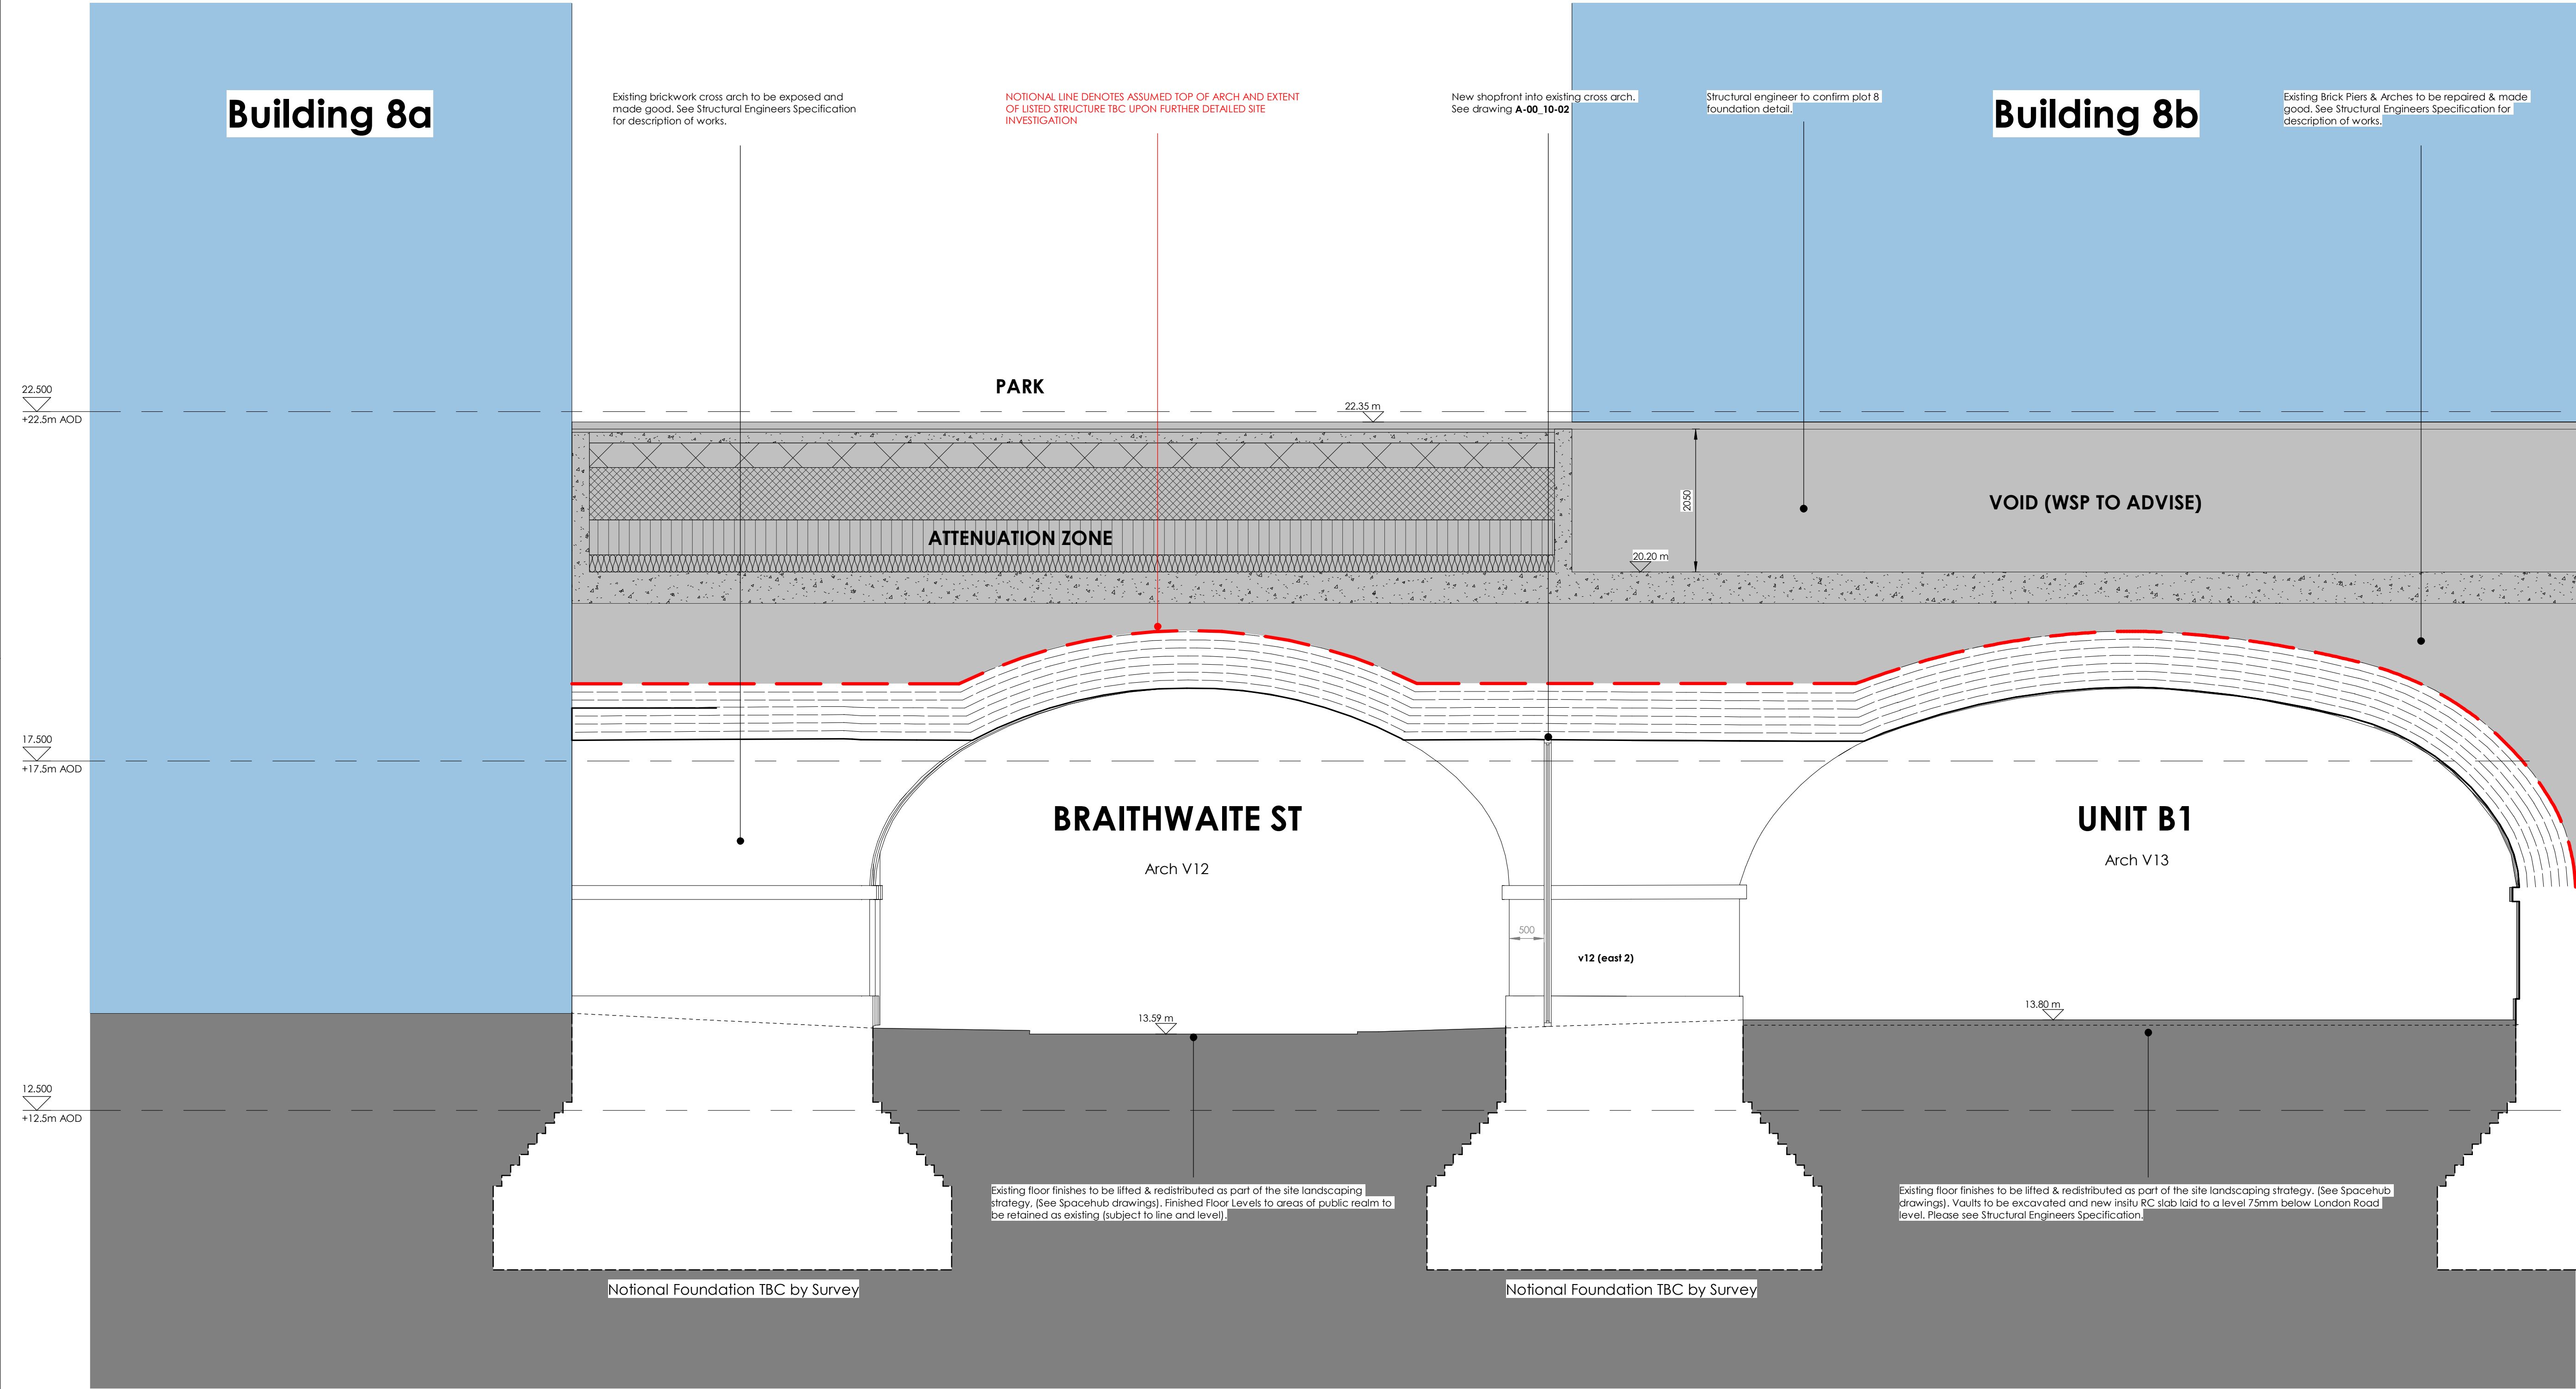 Building 8a
Existing brickwork cross arch to be exposed and
made good. See Structural Engineers Specification
for description of works.
NOTIONAL LINE DENOTES ASSUMED TOP OF ARCH AND EXTENT
OF LISTED STRUCTURE TBC UPON FURTHER DETAILED SITE
INVESTIGATION
New shopfront into existing cross arch.
See drawing A-00_10-02
Structural engineer to confirm plot 8
foundation detail.
Building 8b
Existing Brick Piers & Arches to be repaired & made
good. See Structural Engineers Specification for
description of works.
22.500
+22.5m AOD
PARK
22.35 m
ATTENUATION ZONE
2050
VOID (WSP TO ADVISE)
20.20 m
17.500
+17.5m AOD
BRAITHWAITE ST
Arch V12
UNIT B1
Arch V13
500
v12 (east 2)
13.59 m
13.80 m
12.500
+12.5m AOD
Existing floor finishes to be lifted & redistributed as part of the site landscaping
strategy, (See Spacehub drawings). Finished Floor Levels to areas of public realm to
be retained as existing (subject to line and level).
Existing floor finishes to be lifted & redistributed as part of the site landscaping strategy. (See Spacehub
drawings). Vaults to be excavated and new insitu RC slab laid to a level 75mm below London Road
level. Please see Structural Engineers Specification.
Notional Foundation TBC by Survey
Notional Foundation TBC by Survey